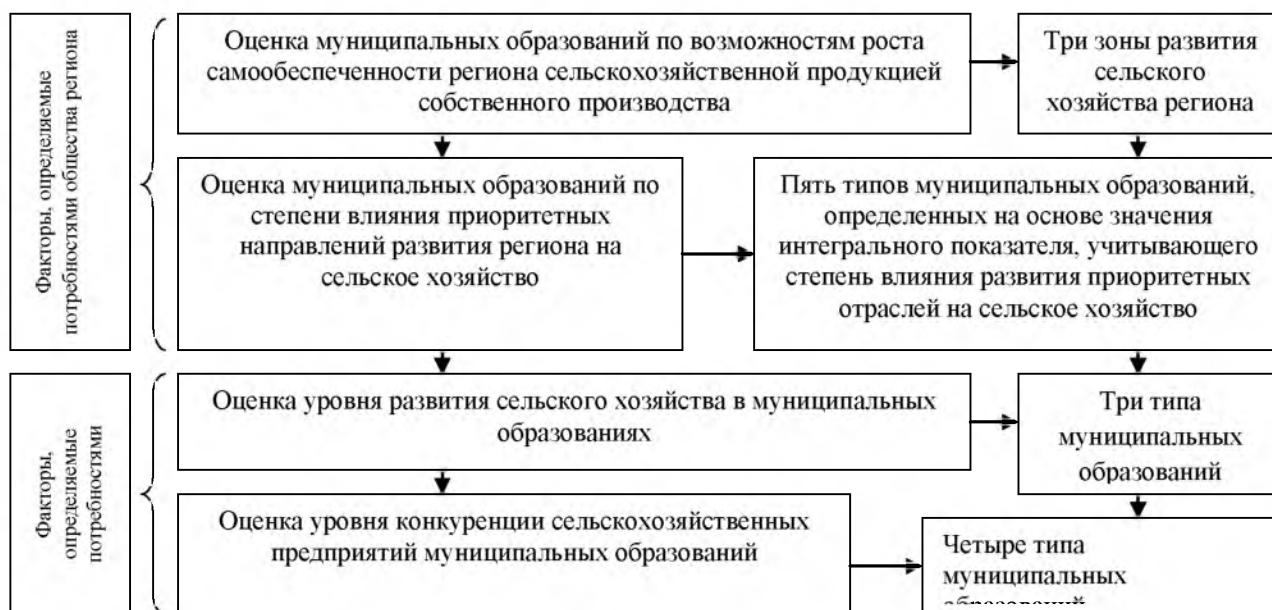 Факторы, определяемые
потребностями общества региона
Оценка муниципальных образований по возможностям роста
самообеспеченности региона сельскохозяйственной продукцией
собственного производства
Три зоны развития
сельского
хозяйства региона
Оценка муниципальных образований по
степени влияния приоритетных
направлений развития региона на
сельское хозяйство
Пять типов муниципальных образований,
определенных на основе значения
интегрального показателя, учитывающего
степень влияния развития приоритетных
отраслей на сельское хозяйство
Факторы,
определяемые
потребностями
Оценка уровня развития сельского хозяйства в муниципальных
образованиях
Три типа
муниципальных
образований
Оценка уровня конкуренции сельскохозяйственных
предприятий муниципальных образований
Четыре типа
муниципальных
образований